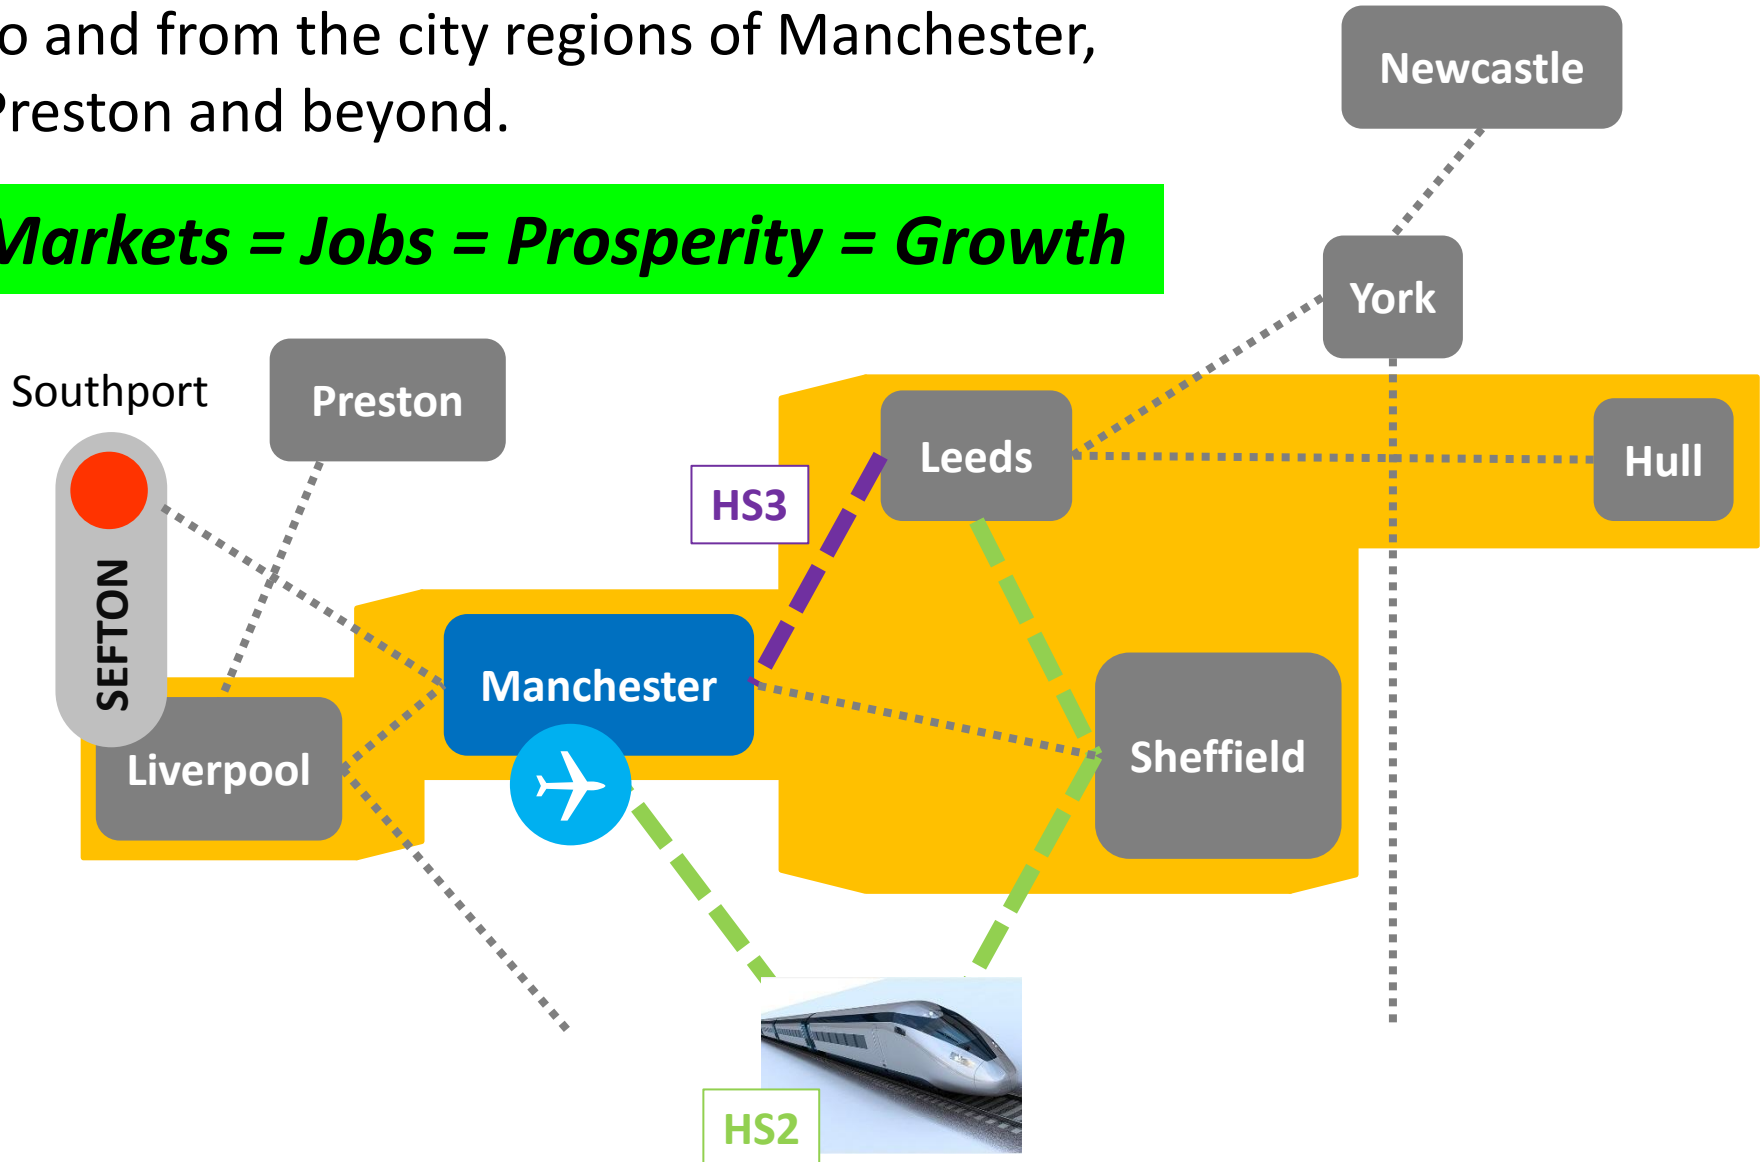 o and from the city regions of Manchester,
Preston and beyond.
Markets = Jobs = Prosperity = Growth
Newcastle
York
Southport
Preston
Leeds
Hull
HS3
SEFTON
Manchester
Liverpool
Sheffield
HS2